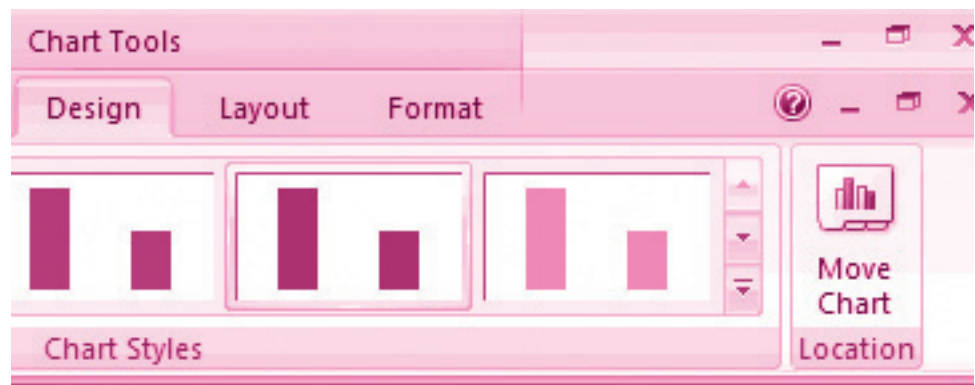 Chart Tools
Design Layout Format
Move
Chart
Chart Styles
Location